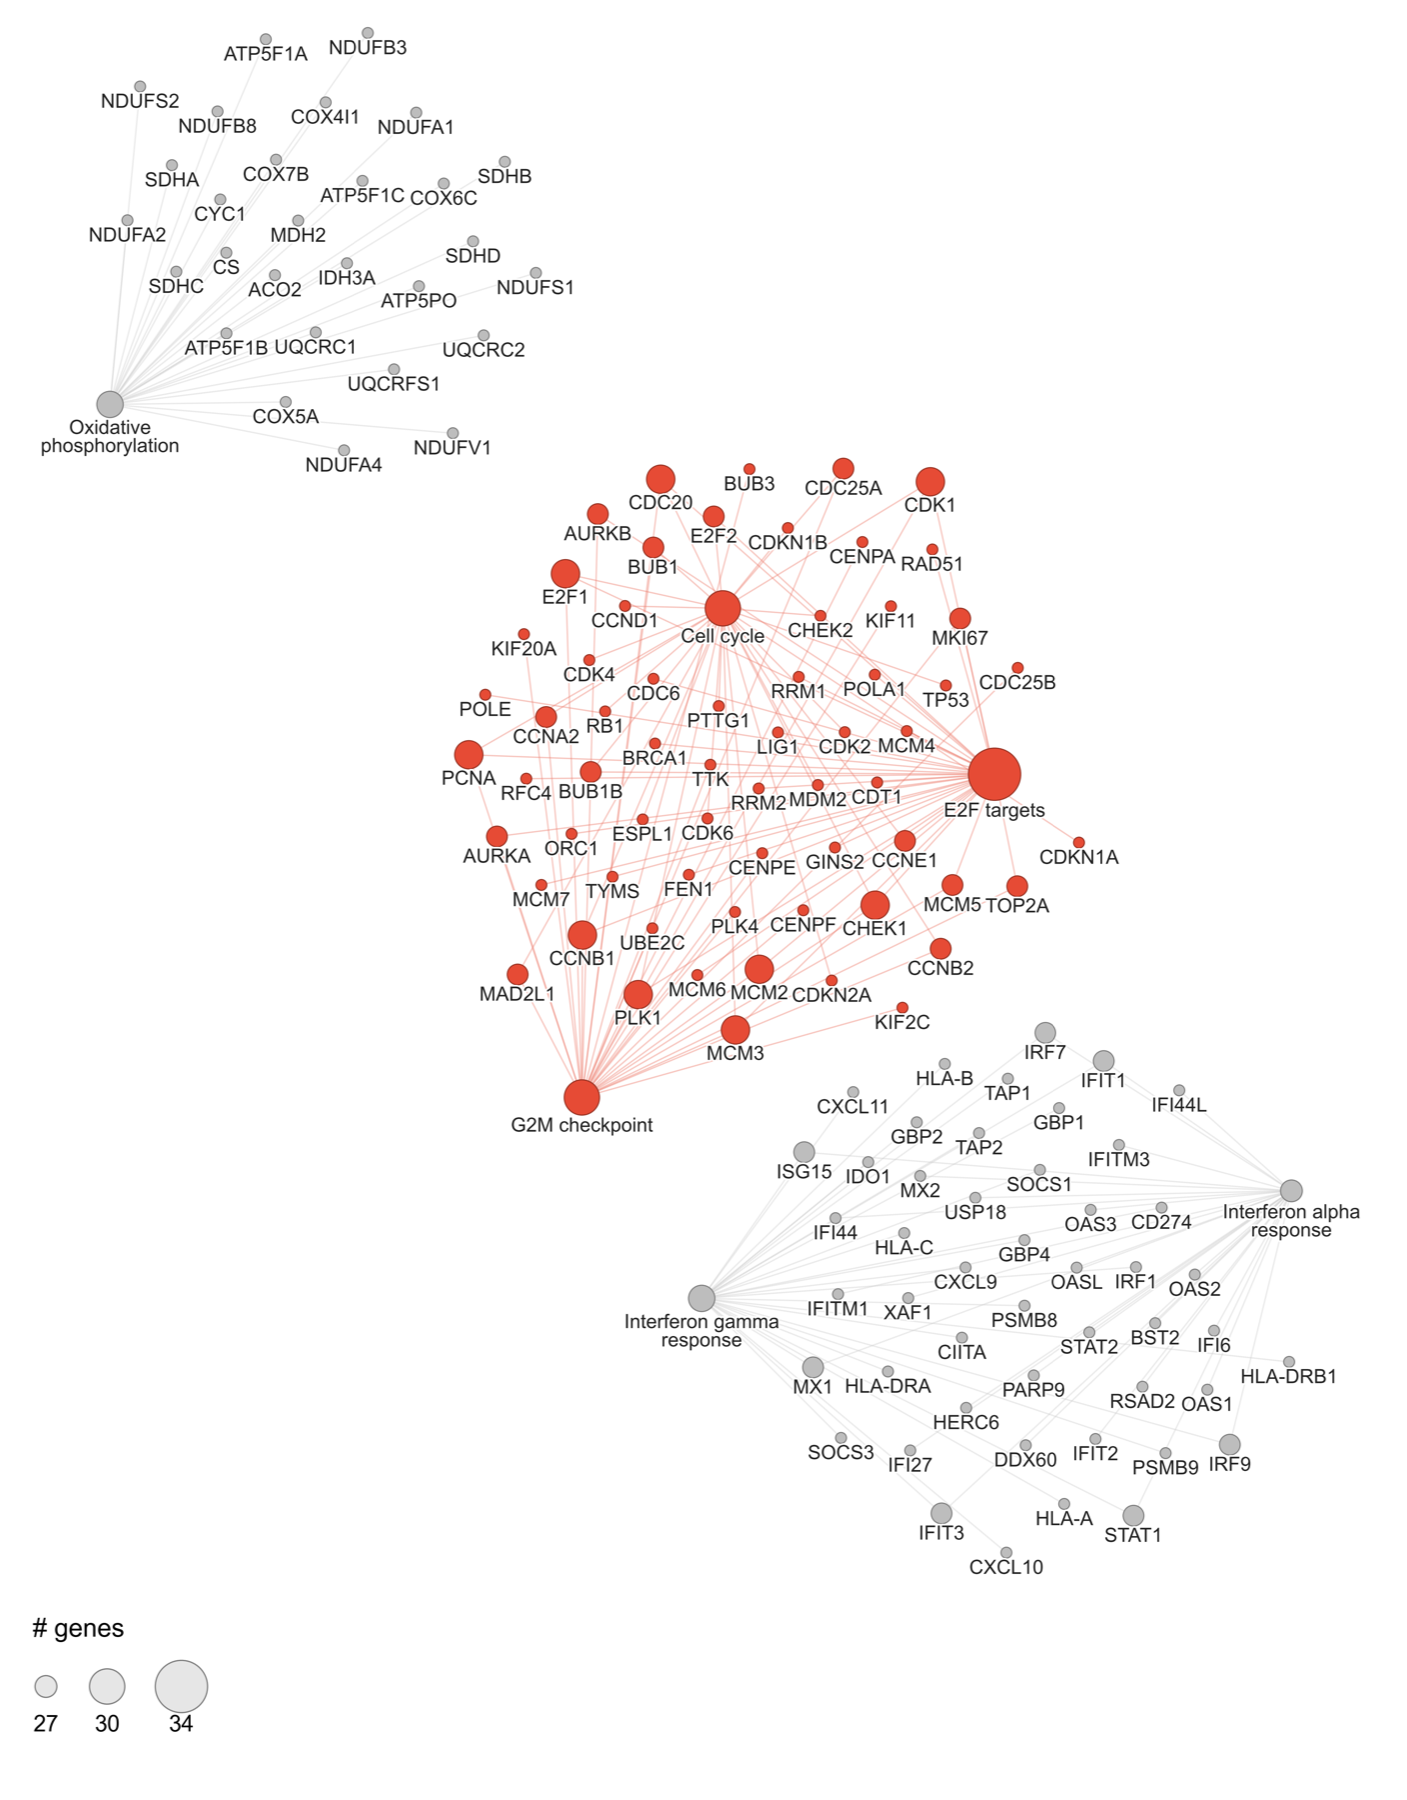 ATP5F1A
NDUFB3
NDUFS2
NDUFB8
COX4I1
NDUFA1
SDHA
COX7B
ATP5F1C
COX6C
SDHB
CYC1
NDUFA2
MDH2
SDHD
CS
SDHC
ACO2
IDH3A
ATP5PO
NDUFS1
ATP5F1B
UQCRC1
UQCRC2
UQCRFS1
COX5A
Oxidative
phosphorylation
NDUFV1
NDUFA4
BUB3
CDC25A
CDC20
CDK1
AURKB
E2F2
CDKN1B
CENPA
RAD51
BUB1
E2F1
CCND1
CHEK2
KIF11
MKI67
Cell cycle
KIF20A
CDK4
CDC6
RRM1
POLA1
TP53
CDC25B
POLE
CCNA2
RB1
PTTG1
LIG1
CDK2
MCM4
PCNA
BRCA1
TTK
RFC4
BUB1B
RRM2
MDM2
CDT1
E2F targets
AURKA
ORC1
ESPL1
CDK6
CENPE
GINS2
CCNE1
CDKN1A
MCM7
TYMS
FEN1
PLK4
CENPF
CHEK1
MCM5
TOP2A
CCNB1
UBE2C
CCNB2
MAD2L1
PLK1
MCM6
MCM2
CDKN2A
KIF2C
MCM3
G2M checkpoint
IRF7
IFIT1
HLA-B
TAP1
IFI44L
CXCL11
GBP1
GBP2
TAP2
IFITM3
ISG15
IDO1
MX2
SOCS1
USP18
OAS3
CD274
Interferon alpha
response
IFI44
HLA-C
GBP4
CXCL9
OASL
IRF1
OAS2
IFITM1
XAF1
PSMB8
Interferon gamma
response
CIITA
STAT2
BST2
IFI6
HLA-DRB1
MX1
HLA-DRA
PARP9
RSAD2
OAS1
HERC6
SOCS3
IFI27
DDX60
IFIT2
PSMB9
IRF9
IFIT3
HLA-A
STAT1
CXCL10
# genes
27 30 34